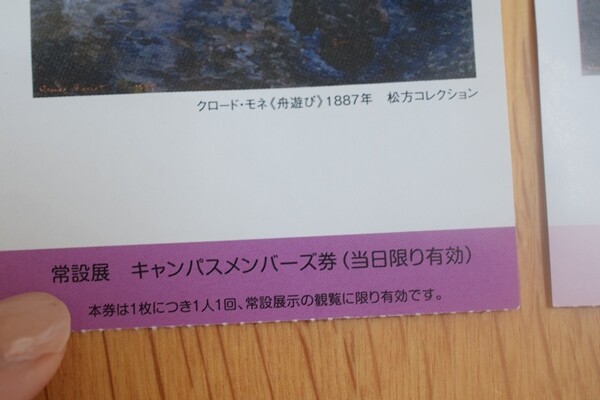 クロード・モネ《舟遊び》1887年　松方コレクション
常設展　キャンパスメンバーズ券（当日限り有効）
本券は1枚につき1人1回、常設展示の観覧に限り有効です。